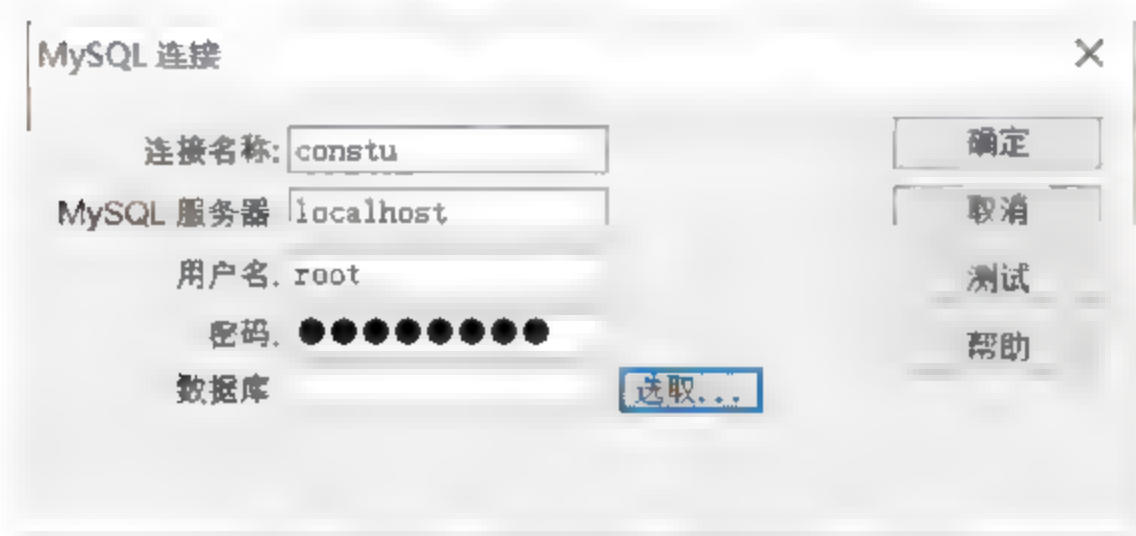 MySQL 连接
连接名称: constu
确定
MySQL 服务器 localhost
取消
用户名. root
测试
密码. ●●●●●●●●
帮助
数据库
选取...